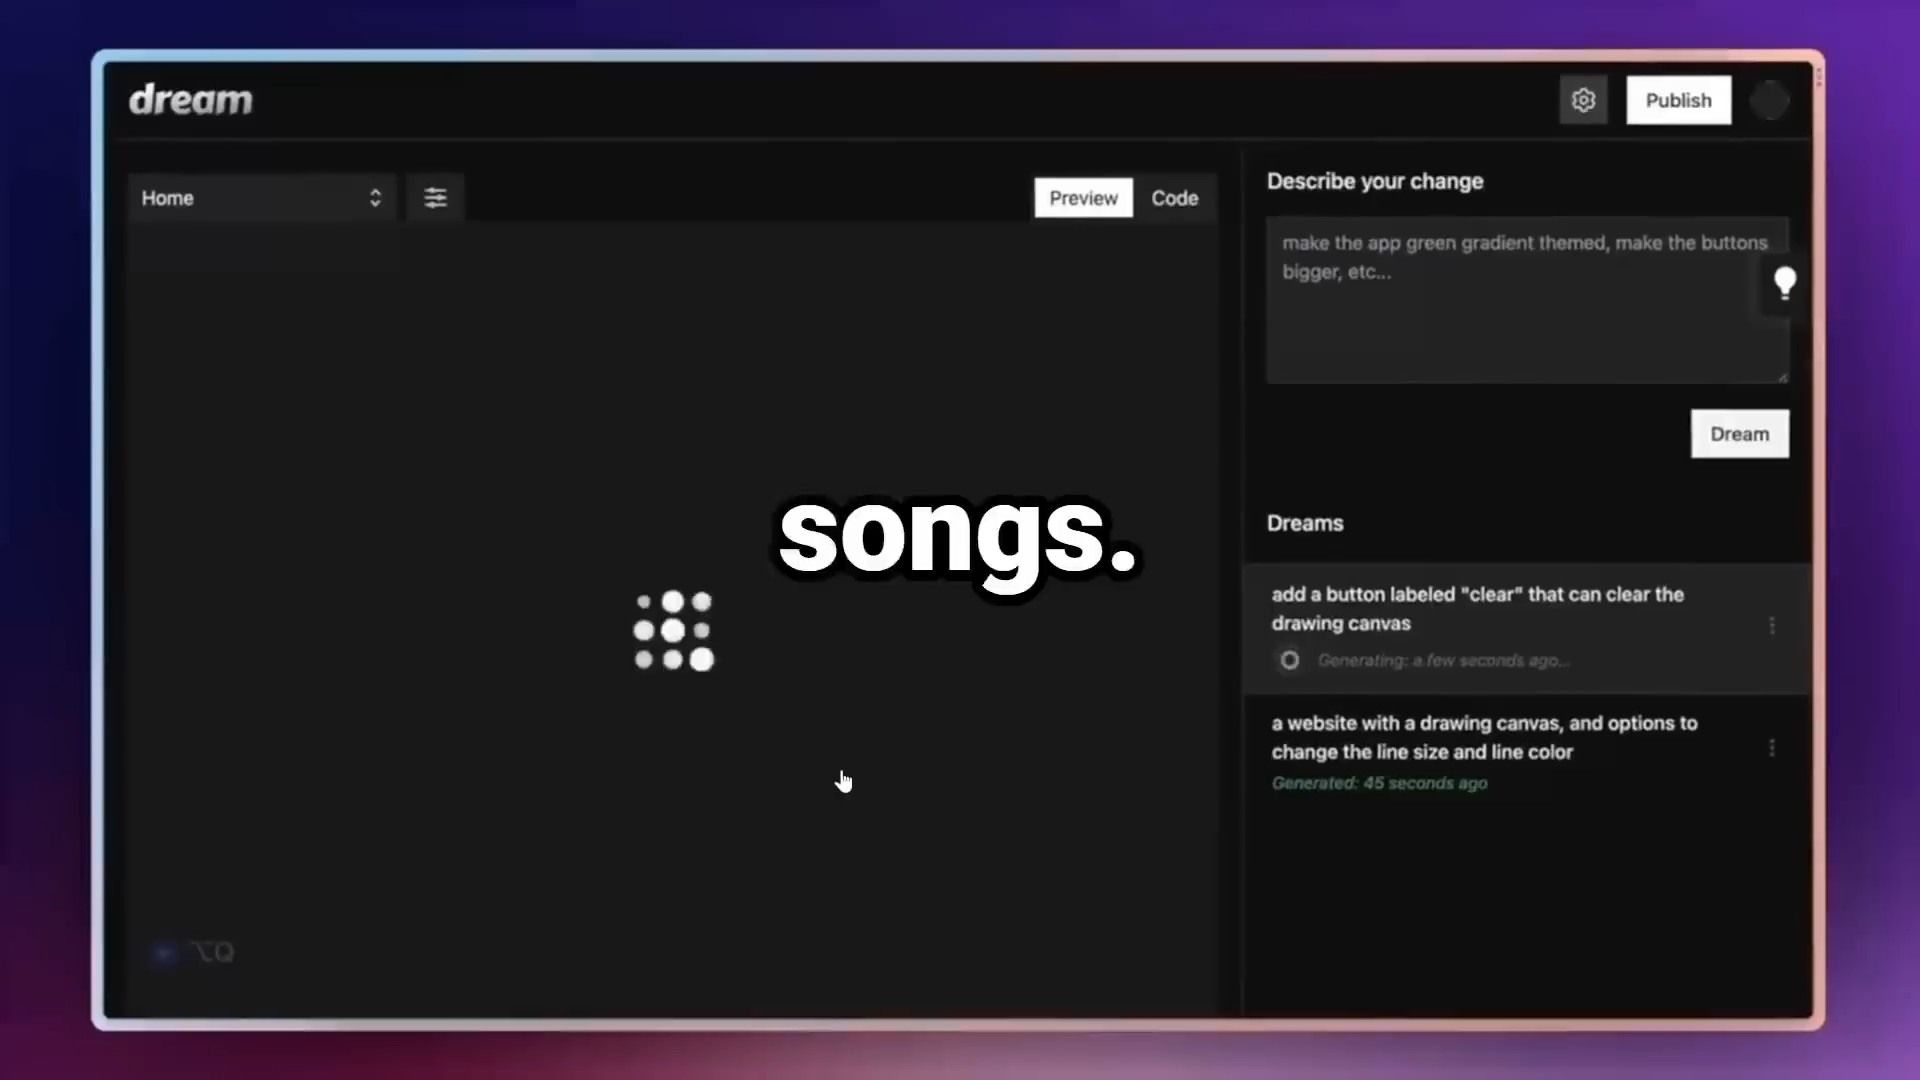 dream
Publish
Home
Preview
Code
Describe your change
make the app green gradient themed, make the buttons
bigger, etc...
Dream
songs.
Dreams
add a button labeled "clear" that can clear the
drawing canvas
Generating: a few seconds ago...
a website with a drawing canvas, and options to
change the line size and line color
Generated: 45 seconds ago
⌥Q